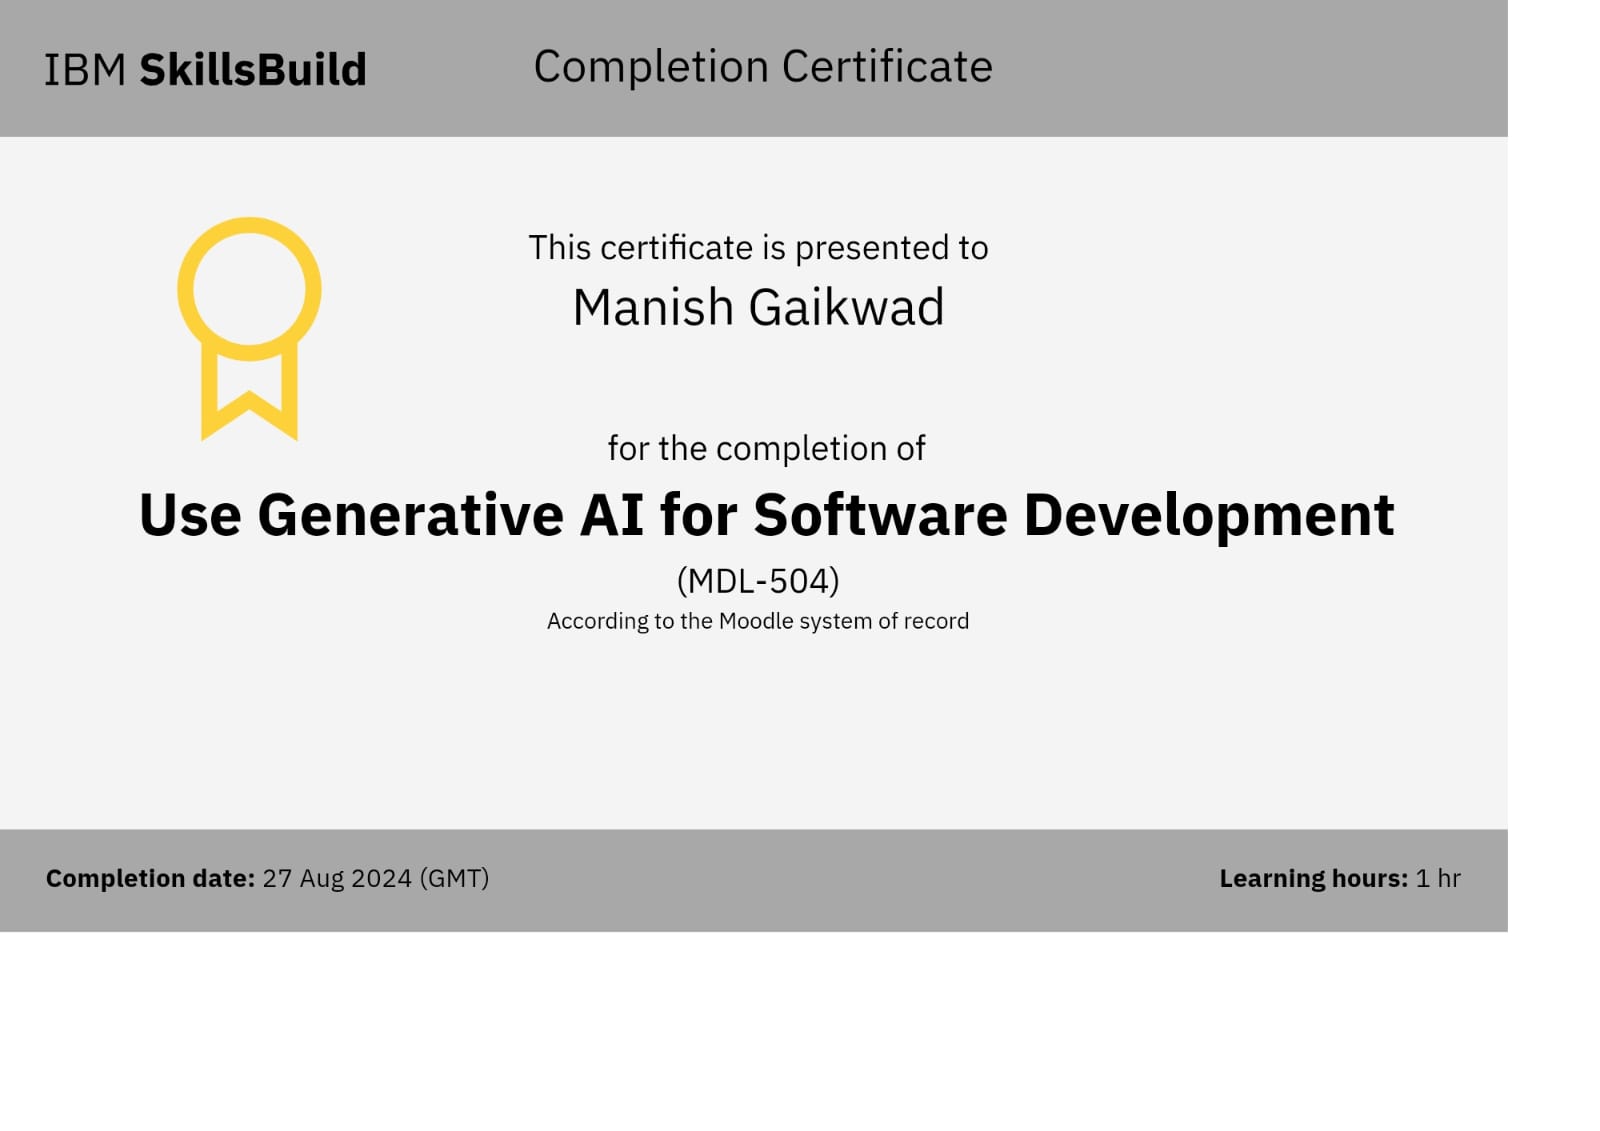 IBM SkillsBuild
Completion Certificate
This certificate is presented to
Manish Gaikwad
for the completion of
Use Generative AI for Software Development
(MDL-504)
According to the Moodle system of record
Completion date: 27 Aug 2024 (GMT)
Learning hours: 1 hr